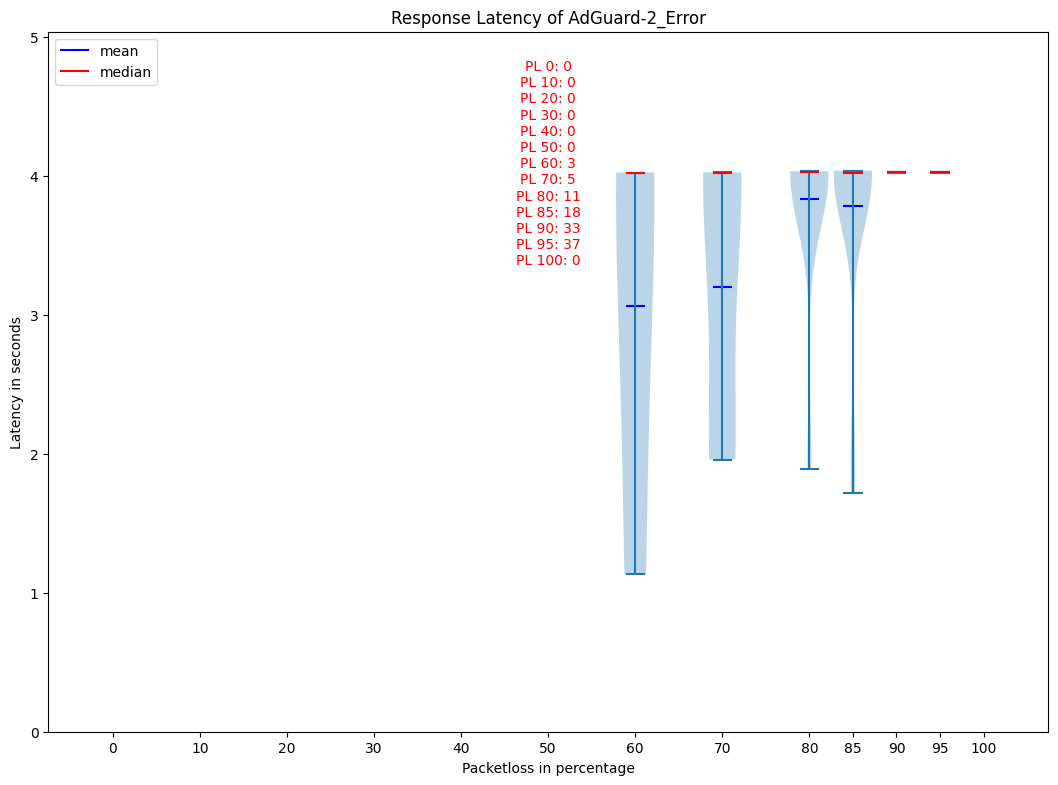 Response Latency of AdGuard-2_Error
mean
median
PL 0: 0
PL 10: 0
PL 20: 0
PL 30: 0
PL 40: 0
PL 50: 0
PL 60: 3
PL 70: 5
PL 80: 11
PL 85: 18
PL 90: 33
PL 95: 37
PL 100: 0
Latency in seconds
5
4
3
2
1
0
0 10 20 30 40 50 60 70 80 85 90 95 100
Packetloss in percentage